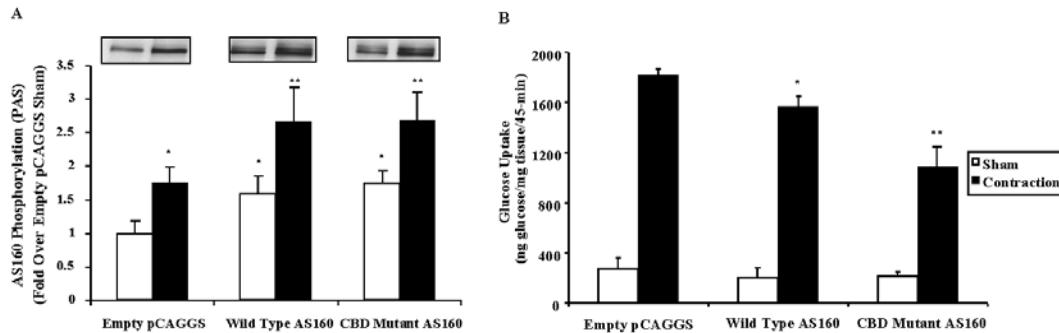 A
AS160 Phosphorylation (PAS)
(Fold Over Empty pCAGGS Sham)
3.5
3
2.5
2
1.5
1
0.5
0
*
**
*
**
*
Empty pCAGGS
Wild Type AS160
CBD Mutant AS160
B
Glucose Uptake
(ng glucose/mg tissue/45-min)
2000
1600
1200
800
400
0
*
**
Empty pCAGGS
Wild Type AS160
CBD Mutant AS160
Sham
Contraction